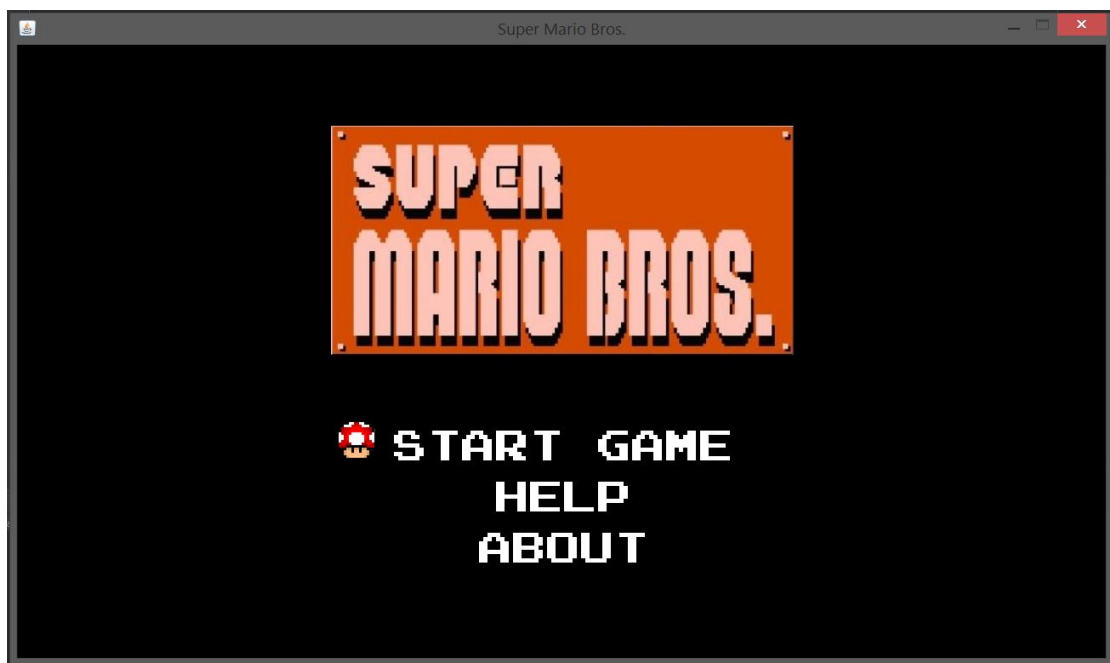 Super Mario Bros.
SUPER
MARIO BROS.
START GAME
HELP
ABOUT